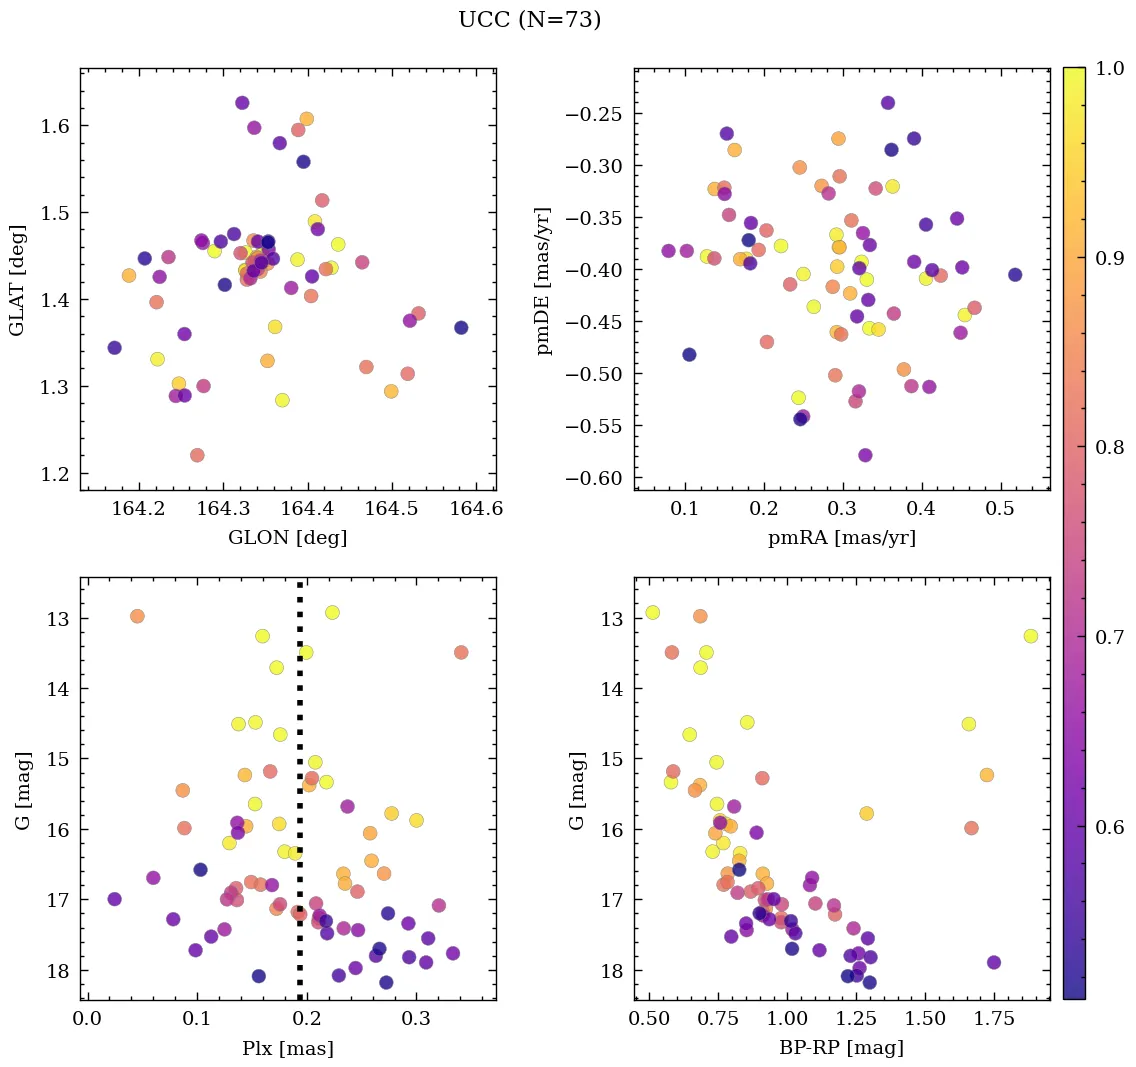 UCC (N=73)
1.6
1.5
1.4
1.3
1.2
GLAT [deg]
164.2 164.3 164.4 164.5 164.6
GLON [deg]
−0.25
−0.30
−0.35
−0.40
−0.45
−0.50
−0.55
−0.60
pmDE [mas/yr]
0.1 0.2 0.3 0.4 0.5
pmRA [mas/yr]
1.0
0.9
0.8
0.7
0.6
13
14
15
16
17
18
G [mag]
0.0 0.1 0.2 0.3
Plx [mas]
13
14
15
16
17
18
G [mag]
0.50 0.75 1.00 1.25 1.50 1.75
BP-RP [mag]